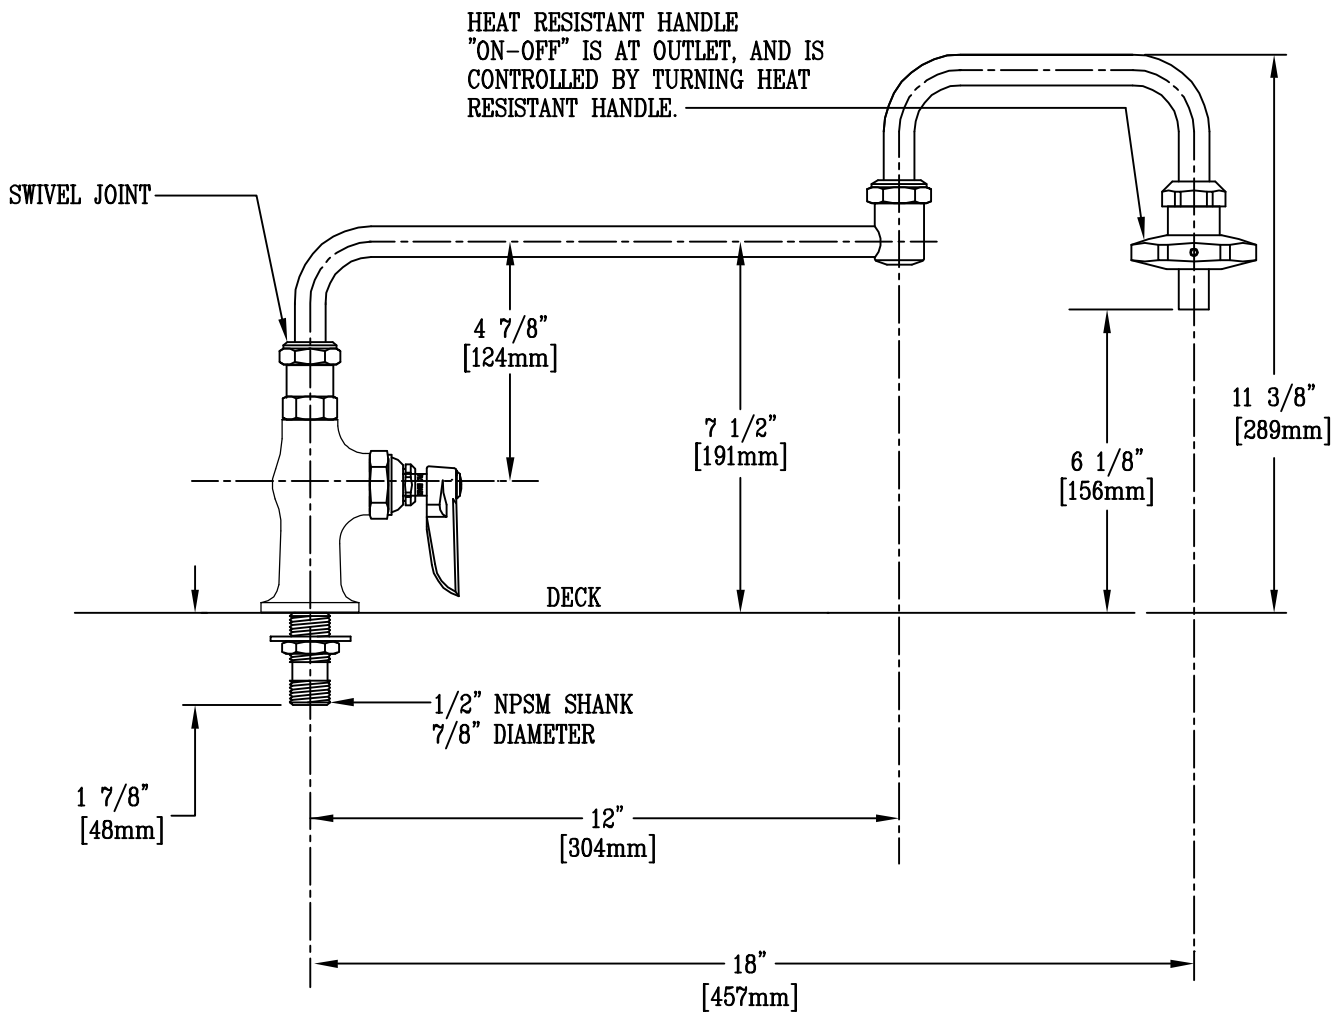 HEAT RESISTANT HANDLE
"ON-OFF" IS AT OUTLET, AND IS
CONTROLLED BY TURNING HEAT
RESISTANT HANDLE.
SWIVEL JOINT
4 7/8"
[124mm]
7 1/2"
[191mm]
11 3/8"
[289mm]
6 1/8"
[156mm]
DECK
1/2" NPSM SHANK
7/8" DIAMETER
1 7/8"
[48mm]
12"
[304mm]
18"
[457mm]